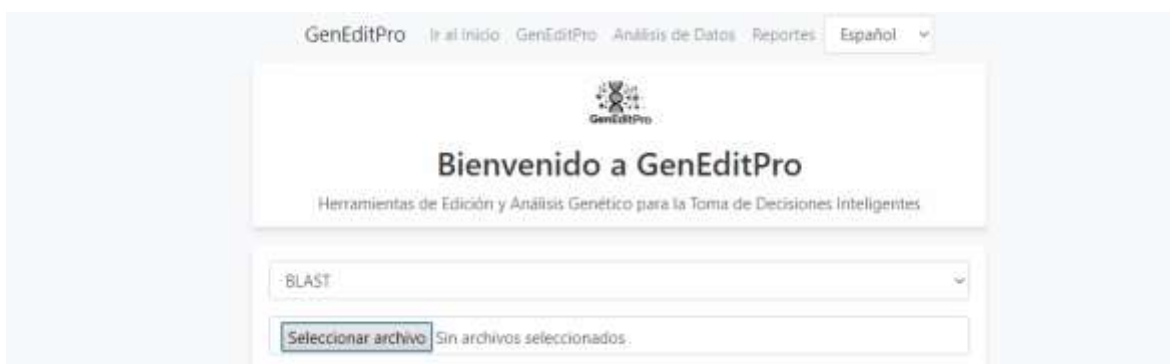 GenEditPro Ir al Inicio GenEditPro Análisis de Datos Reportes Español
GenEditPro
Bienvenido a GenEditPro
Herramientas de Edición y Análisis Genético para la Toma de Decisiones Inteligentes
BLAST
Seleccionar archivo Sin archivos seleccionados